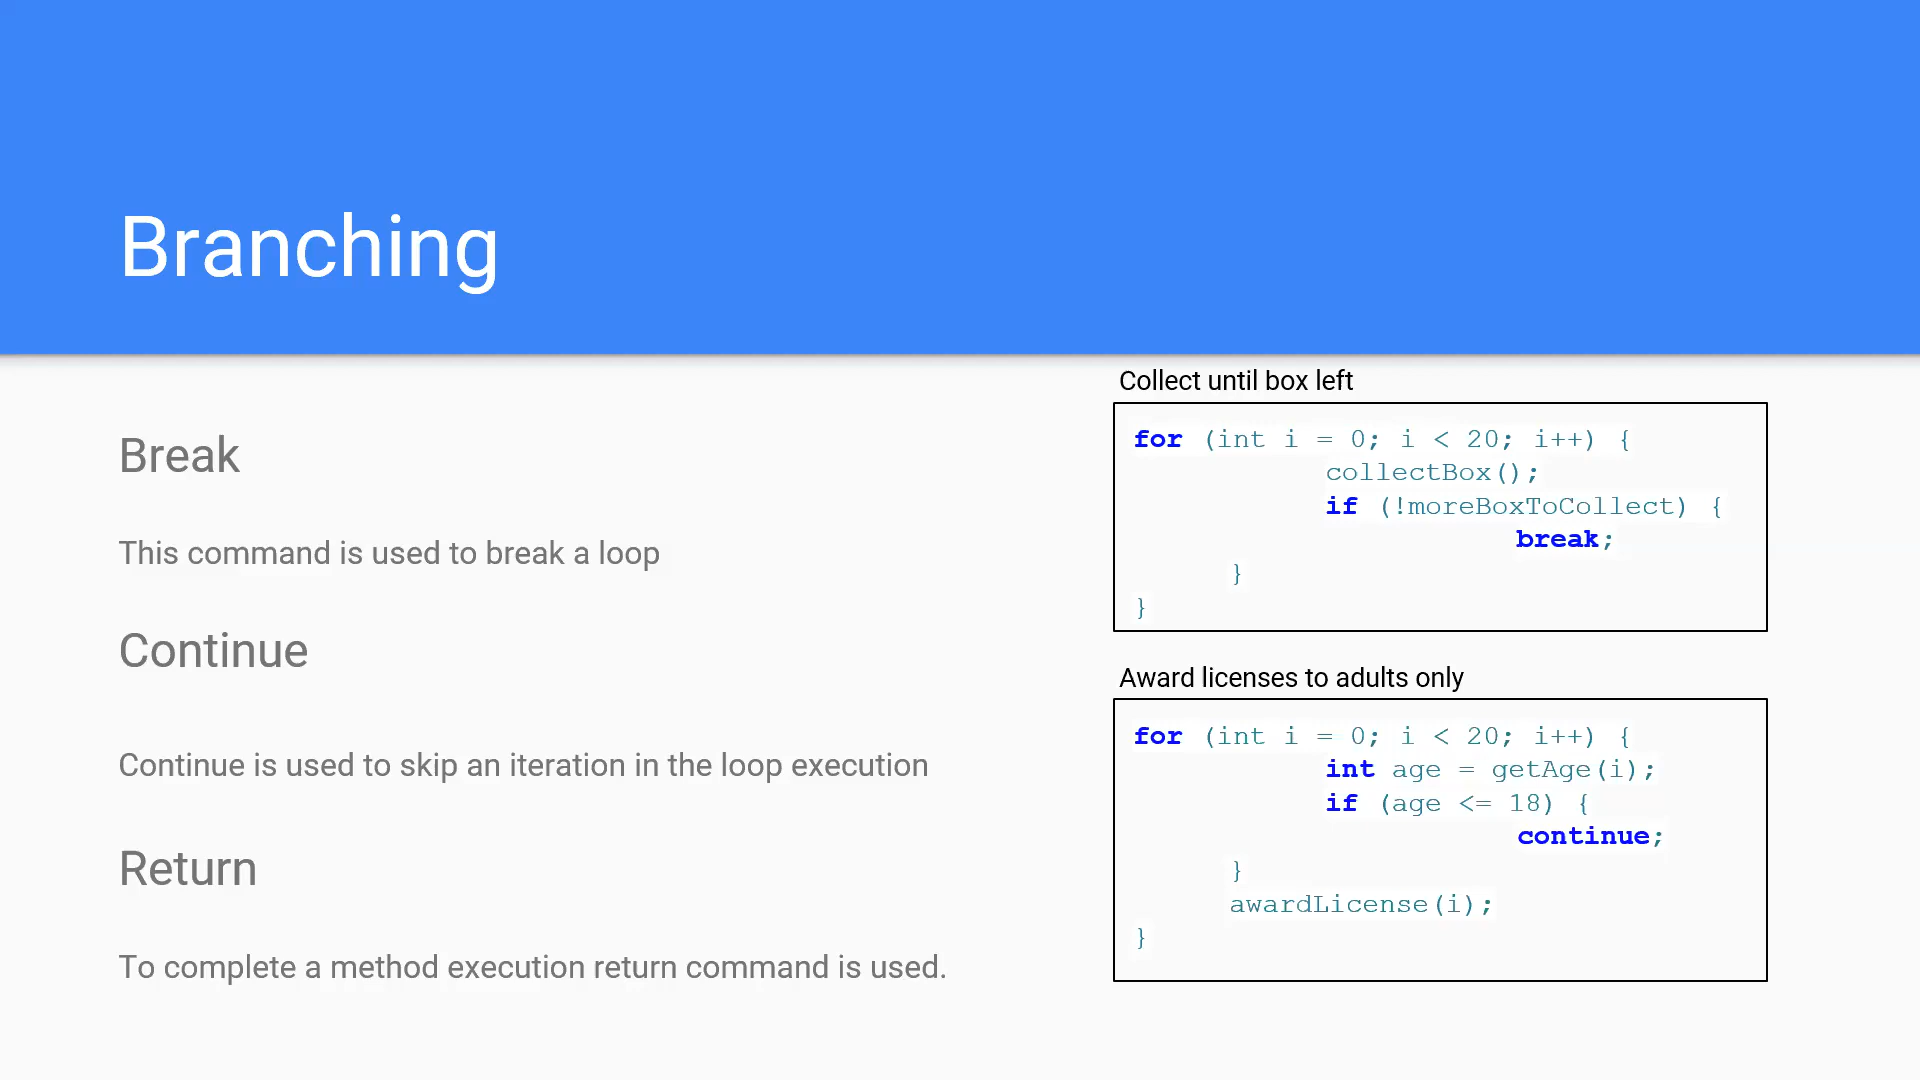 Branching
Break
This command is used to break a loop
Continue
Continue is used to skip an iteration in the loop execution
Return
To complete a method execution return command is used.
Collect until box left
for (int i = 0; i < 20; i++) {
collectBox();
if (!moreBoxToCollect) {
break;
}
}
Award licenses to adults only
for (int i = 0; i < 20; i++) {
int age = getAge(i);
if (age <= 18) {
continue;
}
awardLicense(i);
}